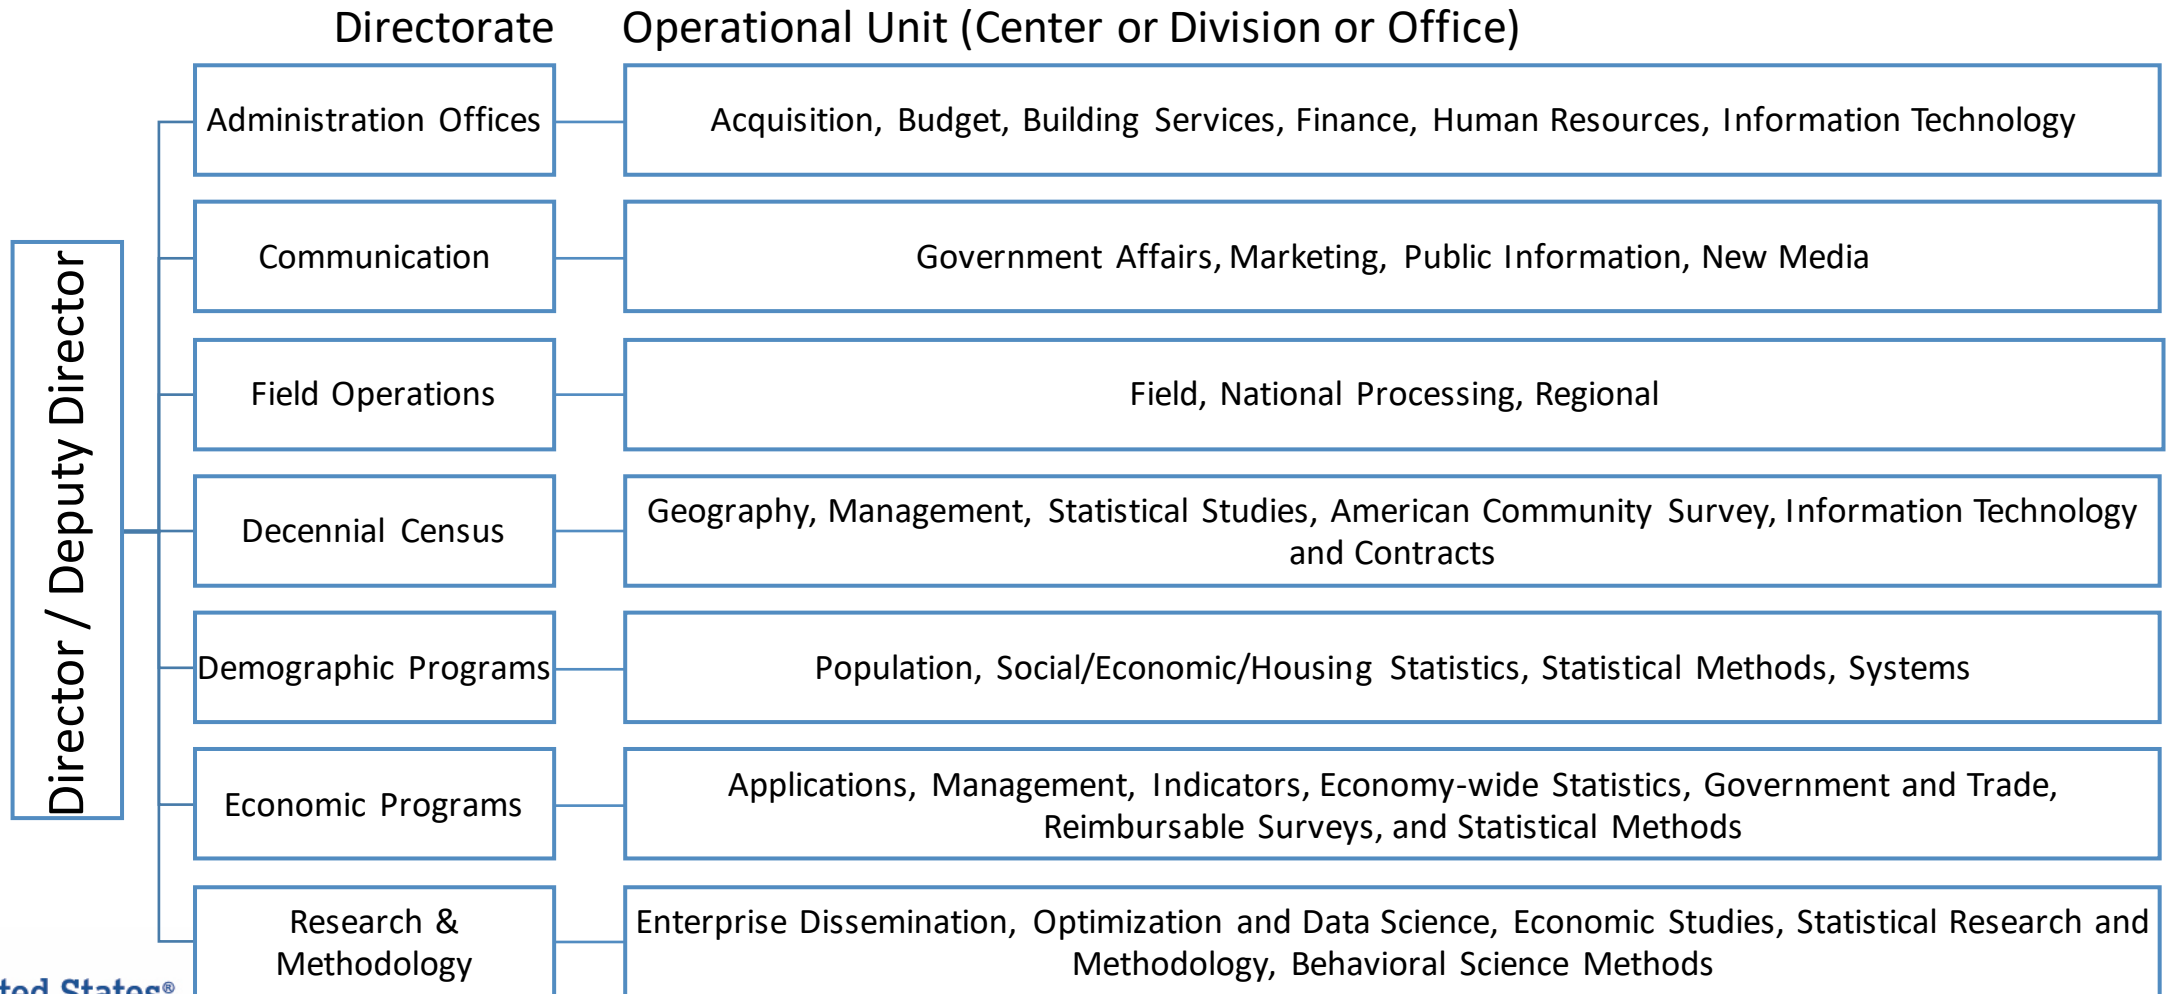 Directorate
Operational Unit (Center or Division or Office)
Director / Deputy Director
Administration Offices
Acquisition, Budget, Building Services, Finance, Human Resources, Information Technology
Communication
Government Affairs, Marketing, Public Information, New Media
Field Operations
Field, National Processing, Regional
Decennial Census
Geography, Management, Statistical Studies, American Community Survey, Information Technology
and Contracts
Demographic Programs
Population, Social/Economic/Housing Statistics, Statistical Methods, Systems
Economic Programs
Applications, Management, Indicators, Economy-wide Statistics, Government and Trade,
Reimbursable Surveys, and Statistical Methods
Research &
Methodology
Enterprise Dissemination, Optimization and Data Science, Economic Studies, Statistical Research and
Methodology, Behavioral Science Methods
States®